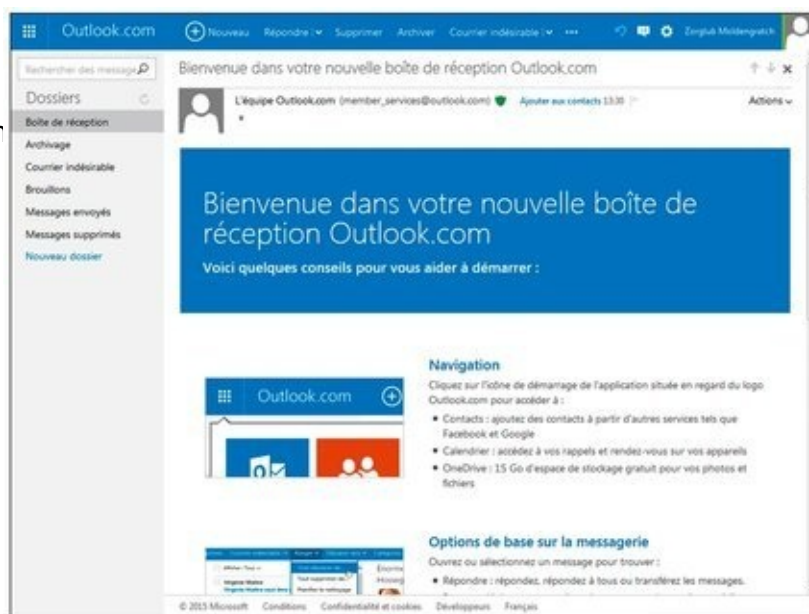 Outlook.com
Nouveau Répondre Supprimer Archiver Courrier indésirable ••• Zergiub Moldengratch
Rechercher des message
Bienvenue dans votre nouvelle boîte de réception Outlook.com
Dossiers
Boîte de réception
Archivage
Courrier indésirable
Brouillons
Messages envoyés
Messages supprimés
Nouveau dossier
L'équipe Outlook.com (member_services@outlook.com) Ajouter aux contacts 13:30
Actions
Bienvenue dans votre nouvelle boîte de
réception Outlook.com
Voici quelques conseils pour vous aider à démarrer :
Outlook.com
Navigation
Cliquez sur l'icône de démarrage de l'application située en regard du logo
Outlook.com pour accéder à :
• Contacts : ajoutez des contacts à partir d'autres services tels que
Facebook et Google
• Calendrier : accédez à vos rappels et rendez-vous sur vos appareils
• OneDrive : 15 Go d'espace de stockage gratuit pour vos photos et
fichiers
Options de base sur la messagerie
Ouvrez ou sélectionnez un message pour trouver :
• Répondre : répondez, répondez à tous ou transférez les messages.
© 2015 Microsoft Conditions Confidentialité et cookies Développeurs Français